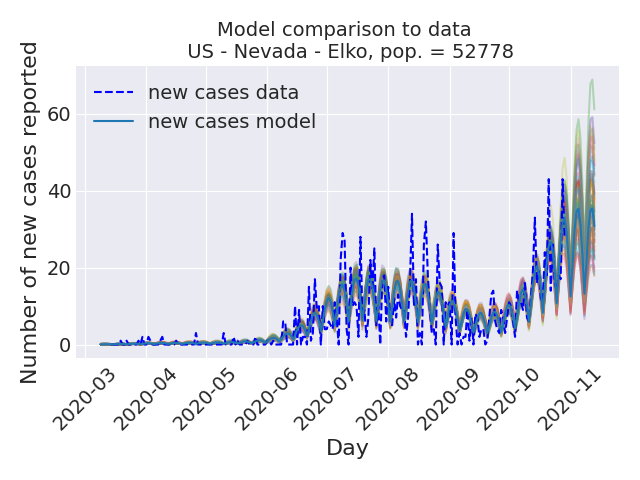 Model comparison to data
US - Nevada - Elko, pop. = 52778
Number of new cases reported
60
40
20
0
new cases data
new cases model
2020-03
2020-04
2020-05
2020-06
2020-07
2020-08
2020-09
2020-10
2020-11
Day